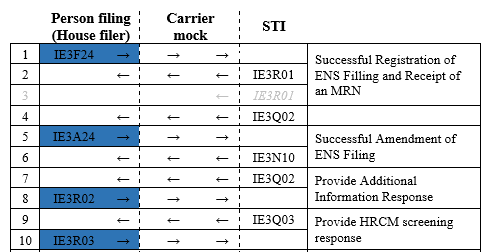 Person filing Carrier STI
(House filer) mock
1 IE3F24 → → → Successful Registration of
2 ← ← ← IE3R01 ENS Filling and Receipt of
3 ← IE3R01 an MRN
4 ← ← ← IE3Q02
5 IE3A24 → → → Successful Amendment of
6 ← ← ← IE3N10 ENS Filing
7 ← ← ← IE3Q02 Provide Additional
8 IE3R02 → → → Information Response
9 ← ← ← IE3Q03 Provide HRCM screening
10 IE3R03 → → → response